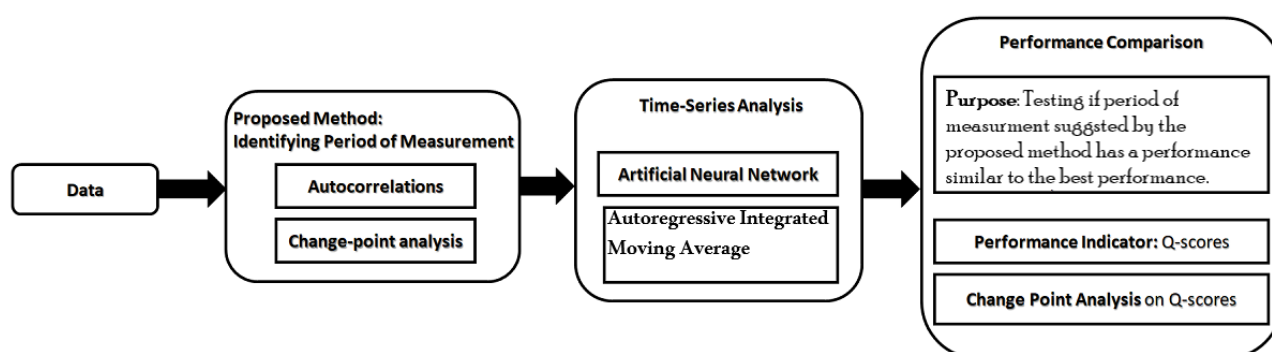 Data
Proposed Method:
Identifying Period of Measurement
Autocorrelations
Change-point analysis
Time-Series Analysis
Artificial Neural Network
Autoregressive Integrated
Moving Average
Performance Comparison
Purpose: Testing if period of
measurment suggsted by the
proposed method has a performance
similar to the best performance.
Performance Indicator: Q-scores
Change Point Analysis on Q-scores